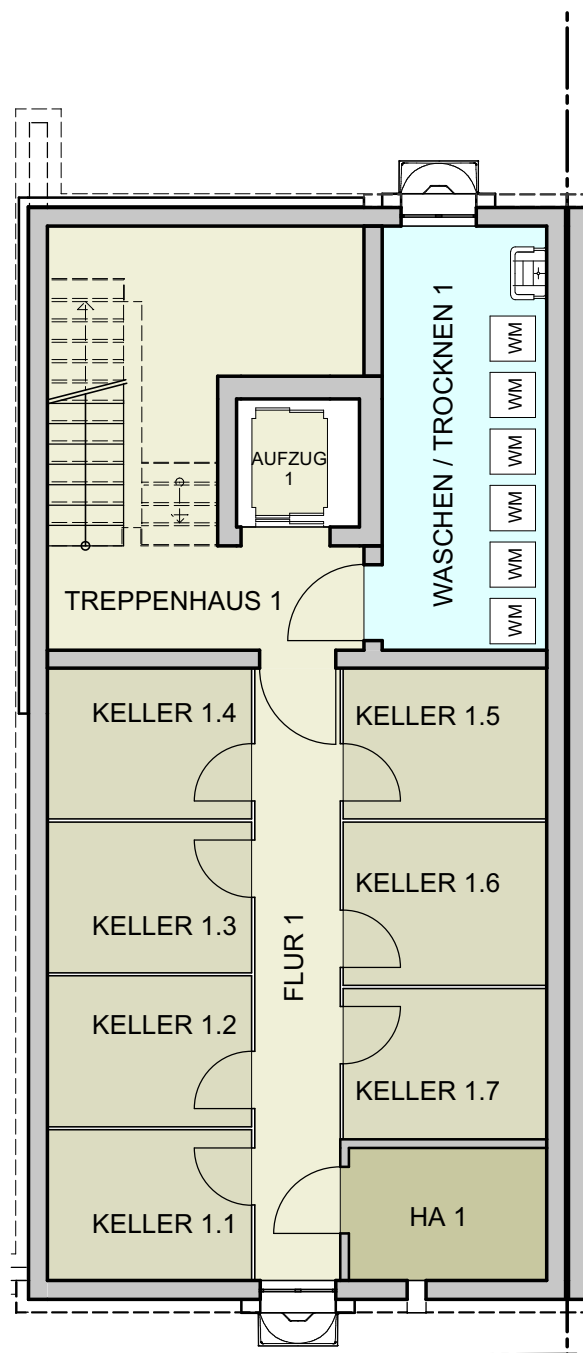 WASCHEN / TROCKNEN 1
WM
WM
WM
WM
WM
WM
AUFZUG
1
TREPPENHAUS 1
KELLER 1.4
KELLER 1.5
KELLER 1.3
KELLER 1.6
FLUR 1
KELLER 1.2
KELLER 1.7
KELLER 1.1
HA 1